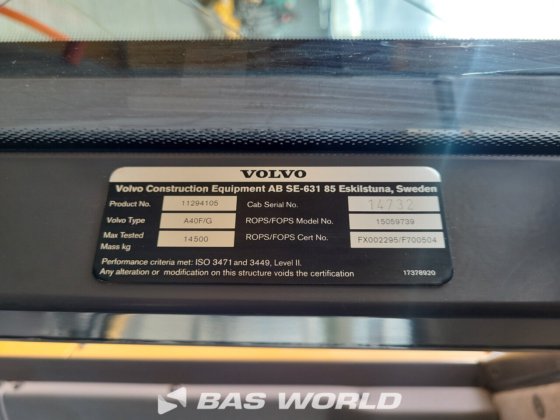 VOLVO
Volvo Construction Equipment AB SE-631 85 Eskilstuna, Sweden
Product No. 11294105 Cab Serial No. 14732
Volvo Type A40F/G ROPS/FOPS Model No. 15059739
Max Tested Mass kg 14500 ROPS/FOPS Cert No. FX002295/F700504
Performance criteria met: ISO 3471 and 3449, Level II.
Any alteration or modification on this structure voids the certification 17378920
BAS WORLD